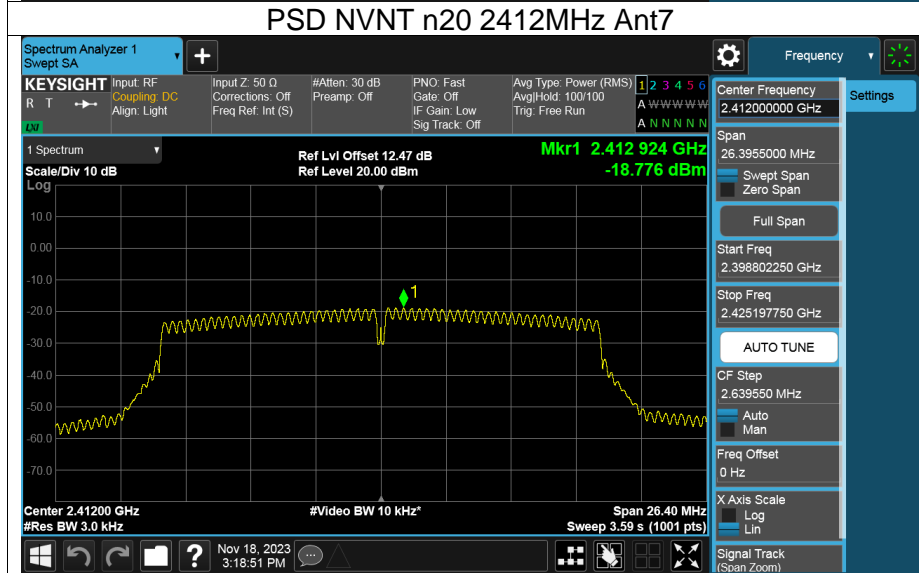 PSD NVNT n20 2412MHz Ant7
Spectrum Analyzer 1
Swept SA
+
Frequency
KEYSIGHT
R T
LXI
Input: RF
Coupling: DC
Align: Light
Input Z: 50 Ω
Corrections: Off
Freq Ref: Int (S)
#Atten: 30 dB
Preamp: Off
PNO: Fast
Gate: Off
IF Gain: Low
Sig Track: Off
Avg Type: Power (RMS)
Avg|Hold: 100/100
Trig: Free Run
1 2 3 4 5 6
A W W W W W
A N N N N N
1 Spectrum
Scale/Div 10 dB
Ref Lvl Offset 12.47 dB
Ref Level 20.00 dBm
Mkr1 2.412 924 GHz
-18.776 dBm
Log
10.0
0.00
-10.0
-20.0
-30.0
-40.0
-50.0
-60.0
-70.0
1
Center 2.41200 GHz
#Res BW 3.0 kHz
#Video BW 10 kHz*
Span 26.40 MHz
Sweep 3.59 s (1001 pts)
Center Frequency
2.412000000 GHz
Span
26.3955000 MHz
Swept Span
Zero Span
Full Span
Start Freq
2.398802250 GHz
Stop Freq
2.425197750 GHz
AUTO TUNE
CF Step
2.639550 MHz
Auto
Man
Freq Offset
0 Hz
X Axis Scale
Log
Lin
Signal Track
(Span Zoom)
Settings
?
Nov 18, 2023
3:18:51 PM